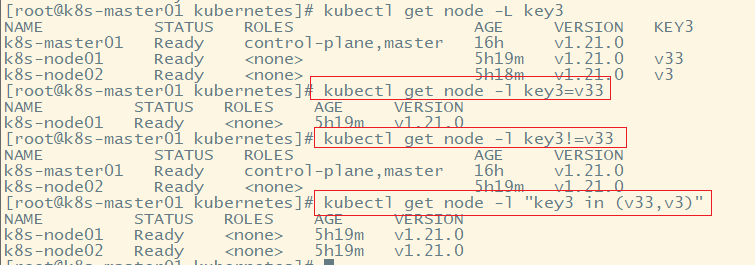 [root@k8s-master01 kubernetes]# kubectl get node -L key3
NAME STATUS ROLES AGE VERSION KEY3
k8s-master01 Ready control-plane,master 16h v1.21.0
k8s-node01 Ready <none> 5h19m v1.21.0 v33
k8s-node02 Ready <none> 5h18m v1.21.0 v3
[root@k8s-master01 kubernetes]# kubectl get node -l key3=v33
NAME STATUS ROLES AGE VERSION
k8s-node01 Ready <none> 5h19m v1.21.0
[root@k8s-master01 kubernetes]# kubectl get node -l key3!=v33
NAME STATUS ROLES AGE VERSION
k8s-master01 Ready control-plane,master 16h v1.21.0
k8s-node02 Ready <none> 5h19m v1.21.0
[root@k8s-master01 kubernetes]# kubectl get node -l "key3 in (v33,v3)"
NAME STATUS ROLES AGE VERSION
k8s-node01 Ready <none> 5h19m v1.21.0
k8s-node02 Ready <none> 5h19m v1.21.0
[root@k8s-master01 kubernetes]#